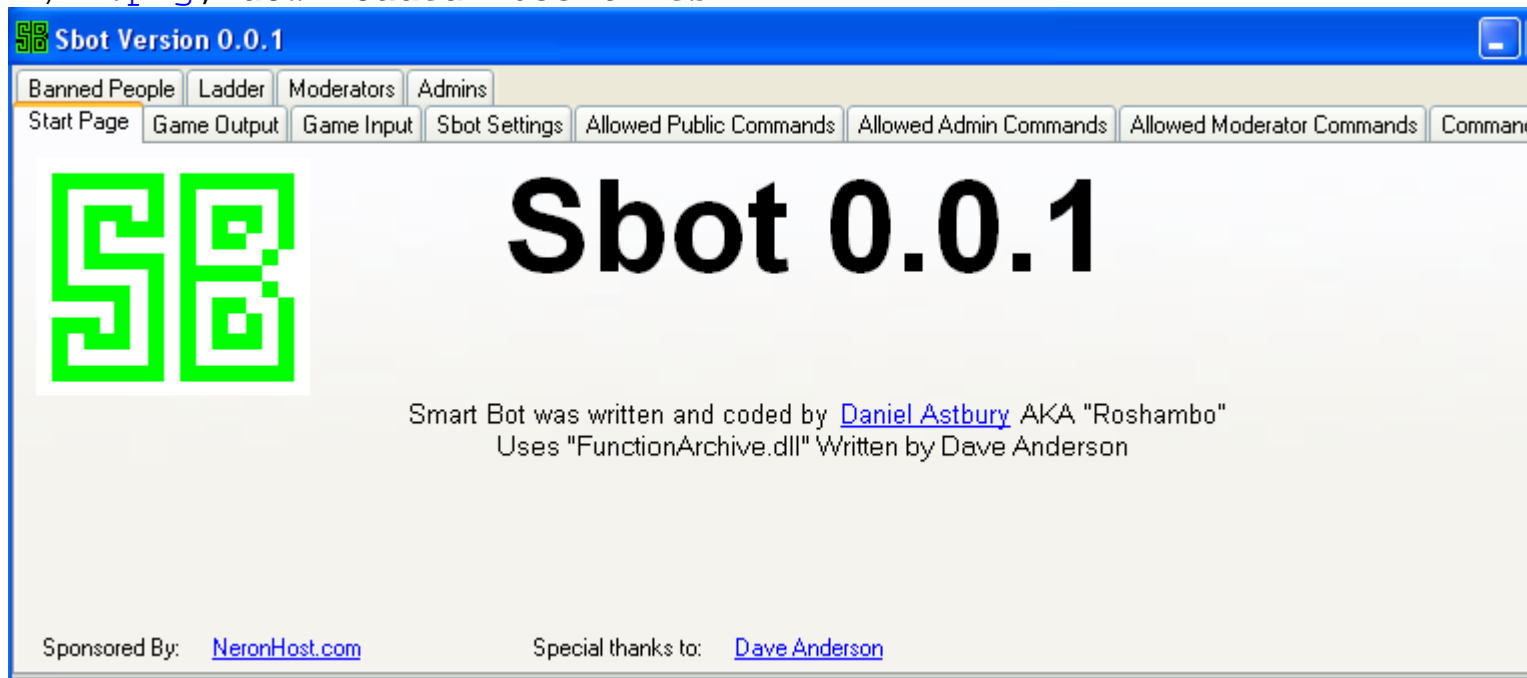 SB Sbot Version 0.0.1
Banned People Ladder Moderators Admins
Start Page Game Output Game Input Sbot Settings Allowed Public Commands Allowed Admin Commands Allowed Moderator Commands
SB
Sbot 0.0.1
Smart Bot was written and coded by Daniel Astbury AKA "Roshambo"
Uses "FunctionArchive.dll" Written by Dave Anderson
Sponsored By: NeronHost.com Special thanks to: Dave Anderson